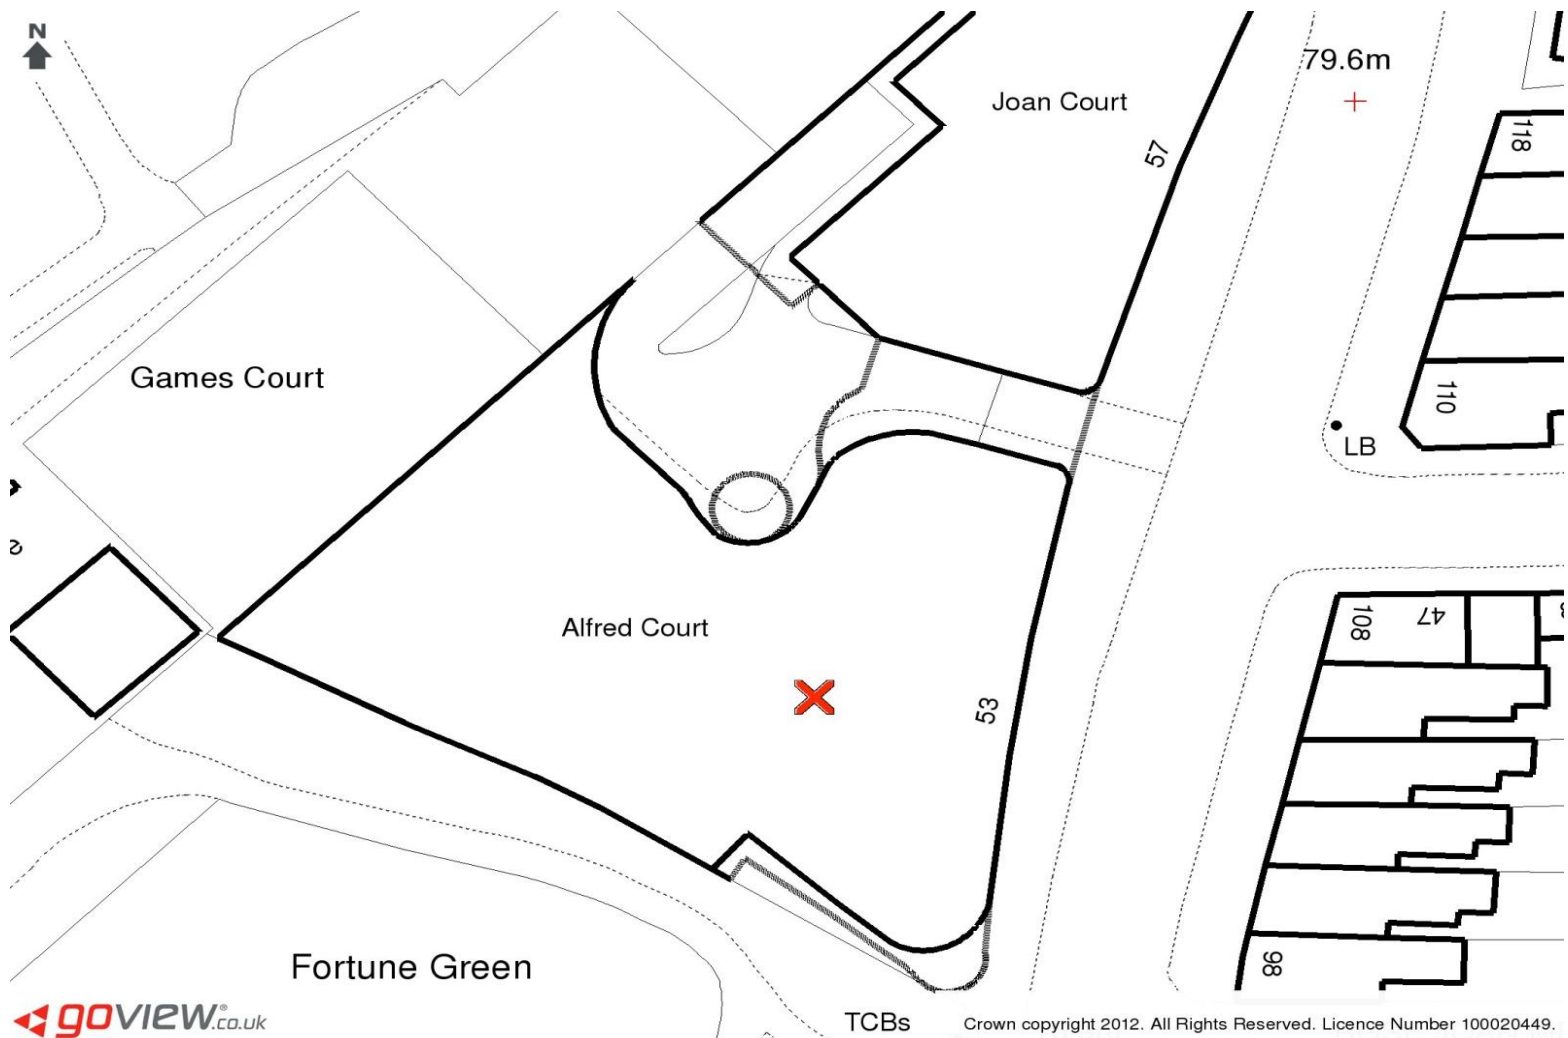 N
79.6m
Joan Court
57
118
Games Court
110
LB
Alfred Court
108
47
53
Fortune Green
98
goview®.co.uk
TCBs
Crown copyright 2012. All Rights Reserved. Licence Number 100020449.